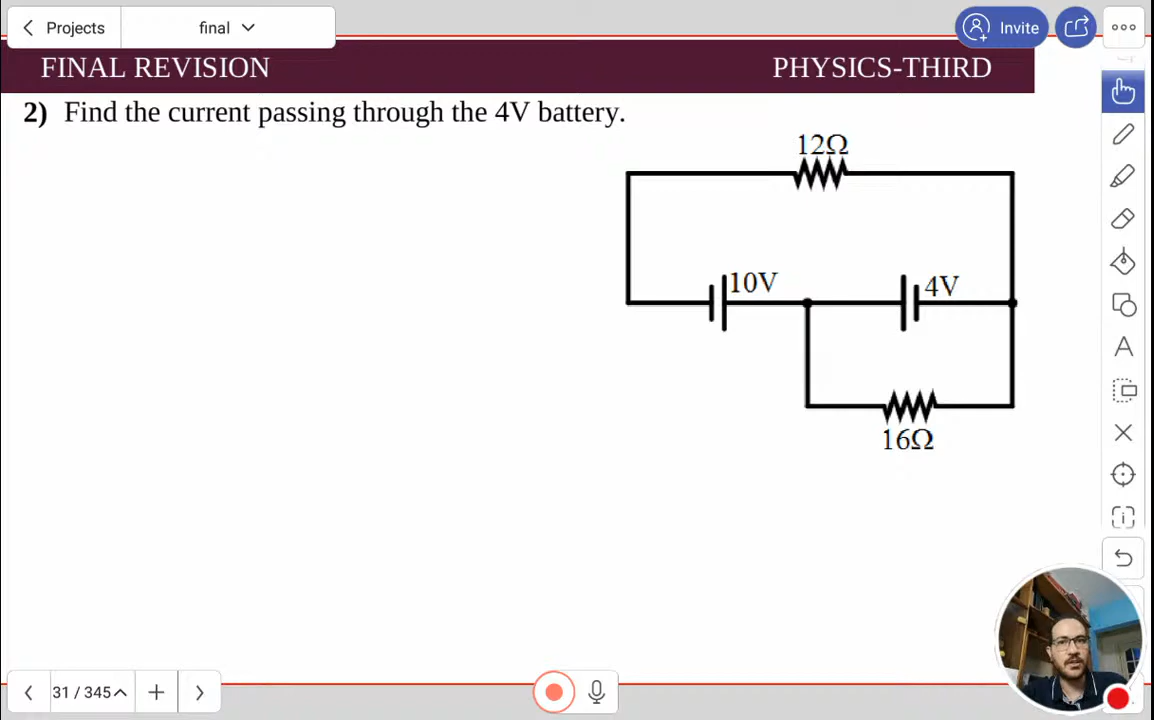 Projects
final
Invite
FINAL REVISION
PHYSICS-THIRD
2) Find the current passing through the 4V battery.
12Ω
10V
4V
16Ω
A
31 / 345